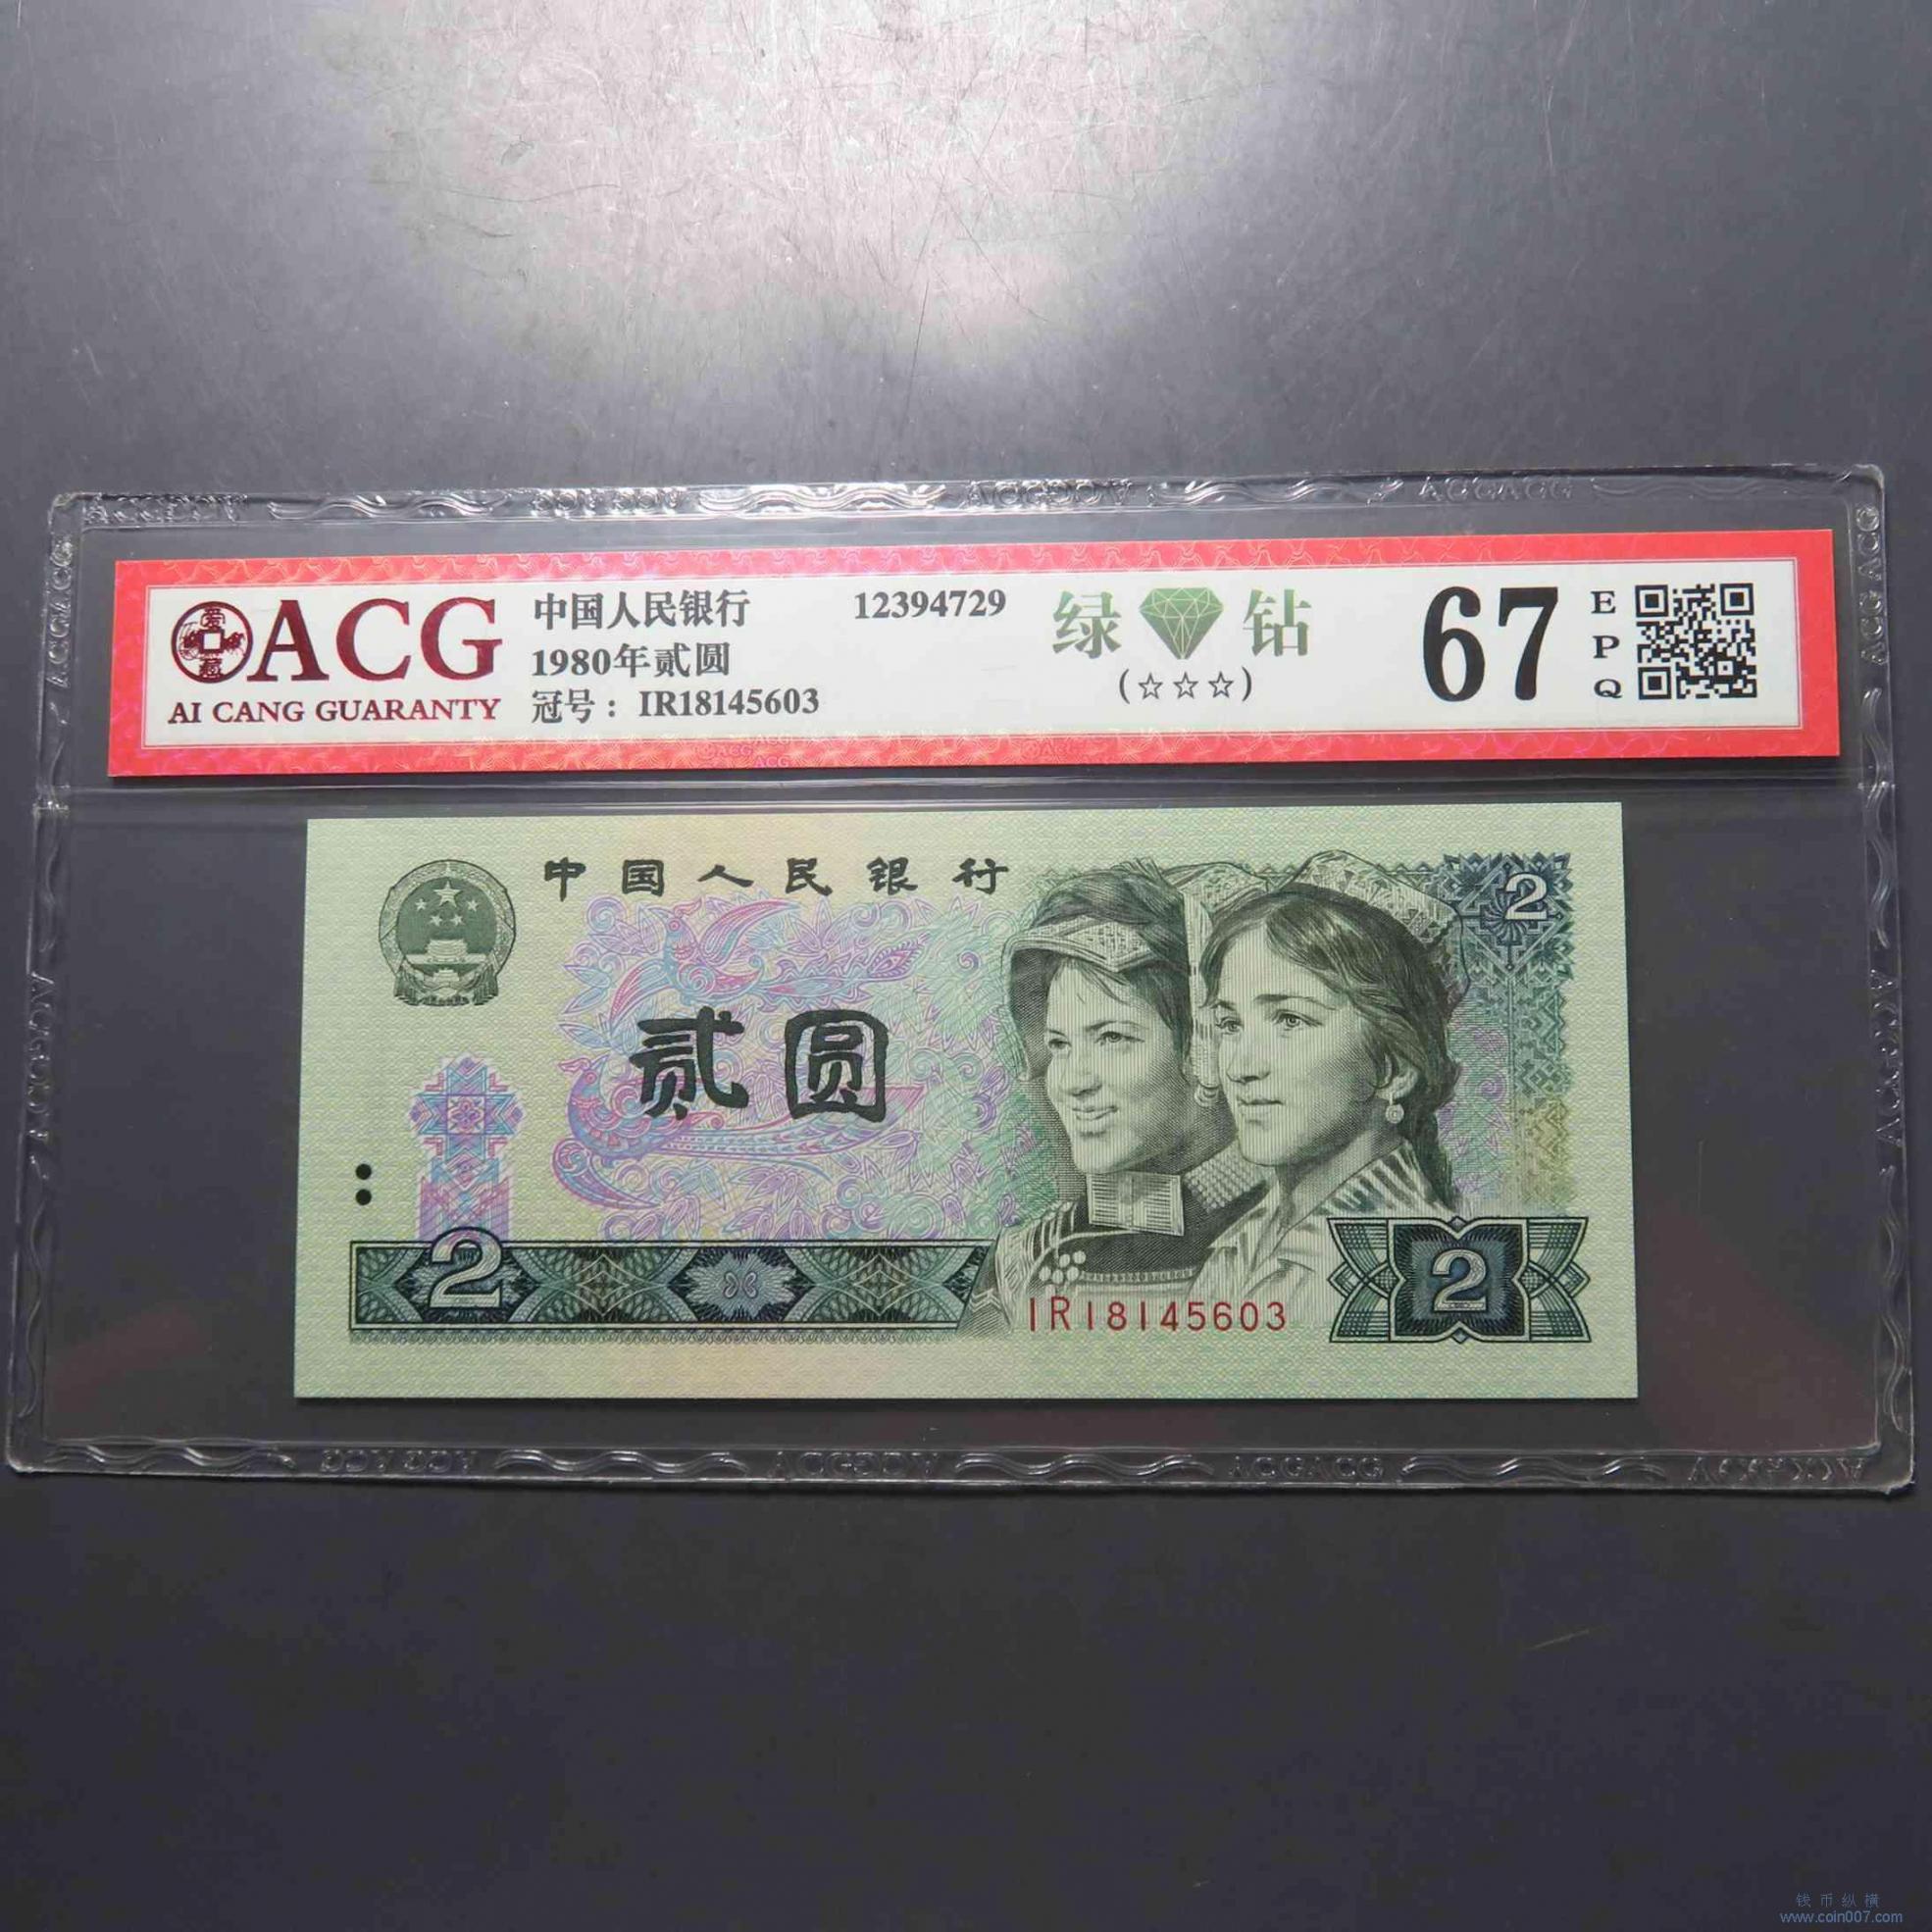 ACG
AI CANG GUARANTY
中国人民银行
1980年贰圆
冠号：IR18145603
12394729
绿 钻
(☆☆☆)
67
E
P
Q
中国人民银行
2
贰圆
2
IR18145603
2
ACGACG
钱币纵横
www.coin007.com